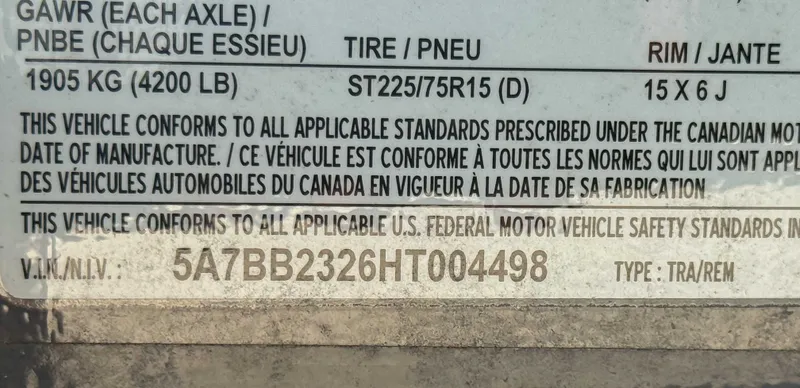 GAWR (EACH AXLE) /
PNBE (CHAQUE ESSIEU) TIRE / PNEU RIM / JANTE
1905 KG (4200 LB) ST225/75R15 (D) 15 X 6 J
THIS VEHICLE CONFORMS TO ALL APPLICABLE STANDARDS PRESCRIBED UNDER THE CANADIAN MOT
DATE OF MANUFACTURE. / CE VÉHICULE EST CONFORME À TOUTES LES NORMES QUI LUI SONT APPL
DES VÉHICULES AUTOMOBILES DU CANADA EN VIGUEUR À LA DATE DE SA FABRICATION
THIS VEHICLE CONFORMS TO ALL APPLICABLE U.S. FEDERAL MOTOR VEHICLE SAFETY STANDARDS IN
V.I.N./N.I.V. : 5A7BB2326HT004498 TYPE : TRA/REM